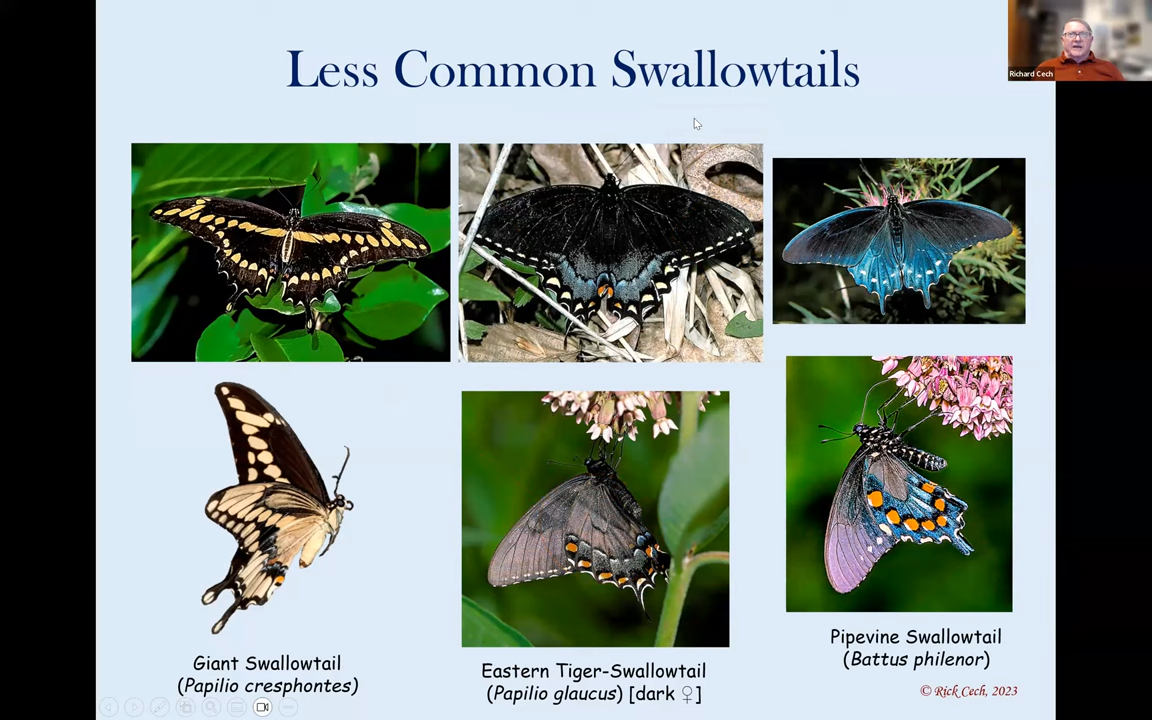 Less Common Swallowtails
Richard Cech
Giant Swallowtail
(Papilio cresphontes)
Eastern Tiger-Swallowtail
(Papilio glaucus) [dark ♀]
Pipevine Swallowtail
(Battus philenor)
© Rick Cech, 2023